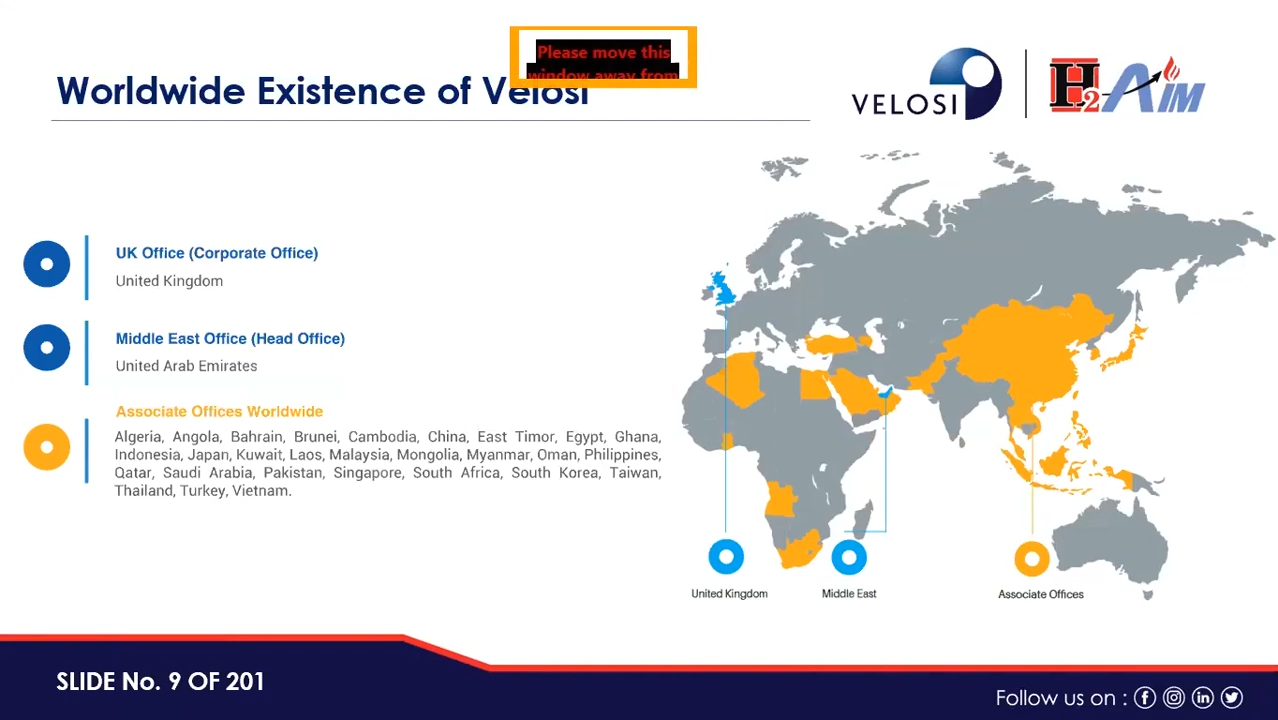 Please move this
window away from
Worldwide Existence of Velosi
VELOSI
H2AIM
UK Office (Corporate Office)
United Kingdom
Middle East Office (Head Office)
United Arab Emirates
Associate Offices Worldwide
Algeria, Angola, Bahrain, Brunei, Cambodia, China, East Timor, Egypt, Ghana,
Indonesia, Japan, Kuwait, Laos, Malaysia, Mongolia, Myanmar, Oman, Philippines,
Qatar, Saudi Arabia, Pakistan, Singapore, South Africa, South Korea, Taiwan,
Thailand, Turkey, Vietnam.
United Kingdom
Middle East
Associate Offices
SLIDE No. 9 OF 201
Follow us on :